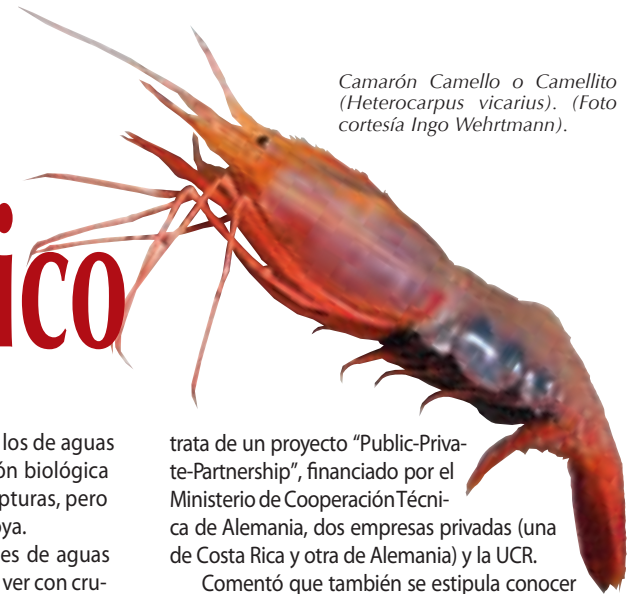 Camarón Camello o Camellito
(Heterocarpus vicarius). (Foto
cortesía Ingo Wehrtmann).
ico
los de aguas
ón biológica
pturas, pero
oya.
es de aguas
ver con cru-
trata de un proyecto “Public-Priva-
te-Partnership”, financiado por el
Ministerio de Cooperación Técni-
ca de Alemania, dos empresas privadas (una
de Costa Rica y otra de Alemania) y la UCR.
Comentó que también se estipula conocer